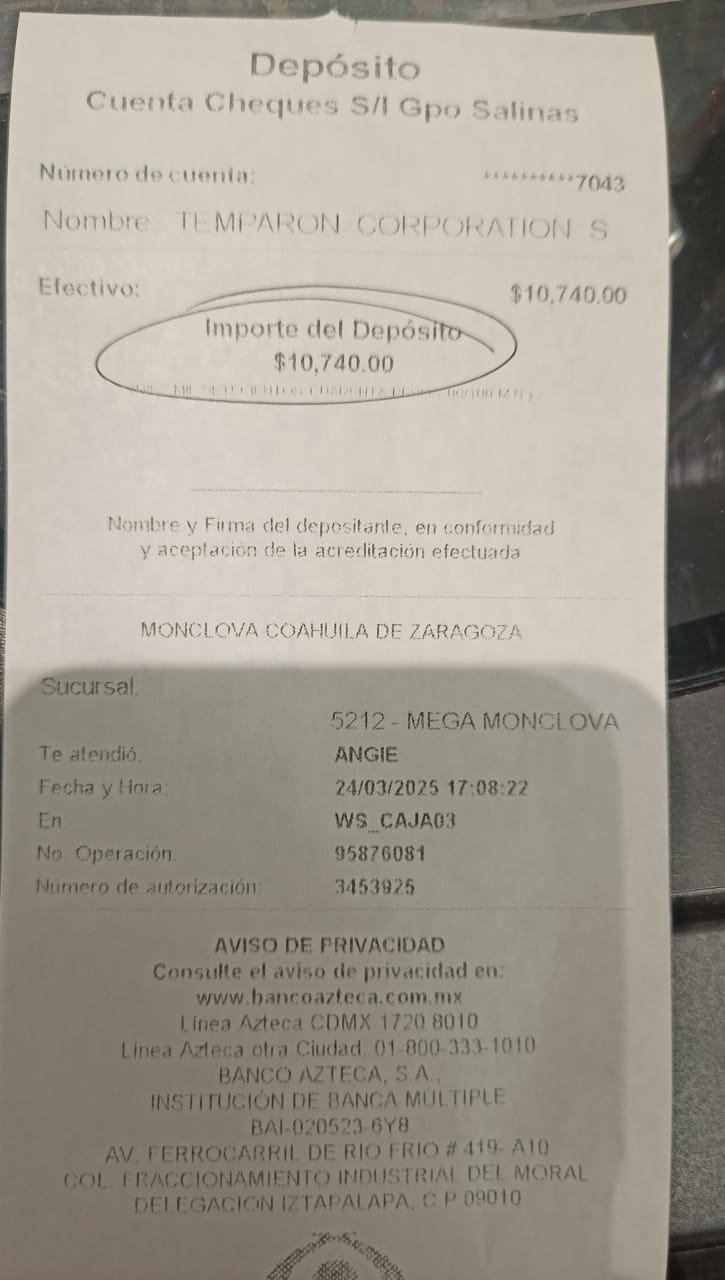 Depósito
Cuenta Cheques S/I Gpo Salinas
Número de cuenta: **********7043
Nombre: TEMPARON CORPORATION S
Efectivo: $10,740.00
Importe del Depósito
$10,740.00
MIL SETECIENTOS CUARENTA 00/100 M.N.)
Nombre y Firma del depositante, en conformidad
y aceptación de la acreditación efectuada
MONCLOVA COAHUILA DE ZARAGOZA
Sucursal:
5212 - MEGA MONCLOVA
Te atendió: ANGIE
Fecha y Hora: 24/03/2025 17:08:22
En: WS_CAJA03
No. Operación: 95876081
Número de autorización: 3453925
AVISO DE PRIVACIDAD
Consulte el aviso de privacidad en:
www.bancoazteca.com.mx
Línea Azteca CDMX 1720 8010
Línea Azteca otra Ciudad: 01-800-333-1010
BANCO AZTECA, S.A.,
INSTITUCIÓN DE BANCA MÚLTIPLE
BAI-020523-6Y8
AV. FERROCARRIL DE RIO FRIO # 419- A10
COL. FRACCIONAMIENTO INDUSTRIAL DEL MORAL
DELEGACION IZTAPALAPA, C P 09010